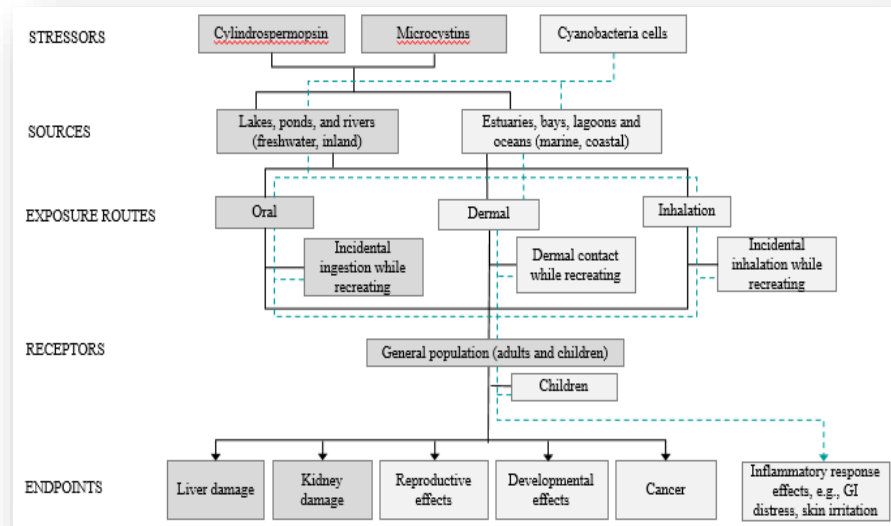 STRESSORS
Cylindrospermopsin
Microcystins
Cyanobacteria cells
SOURCES
Lakes, ponds, and rivers
(freshwater, inland)
Estuaries, bays, lagoons and
oceans (marine, coastal)
EXPOSURE ROUTES
Oral
Dermal
Inhalation
Incidental
ingestion while
recreating
Dermal contact
while recreating
Incidental
inhalation while
recreating
RECEPTORS
General population (adults and children)
Children
ENDPOINTS
Liver damage
Kidney
damage
Reproductive
effects
Developmental
effects
Cancer
Inflammatory response
effects, e.g., GI
distress, skin irritation